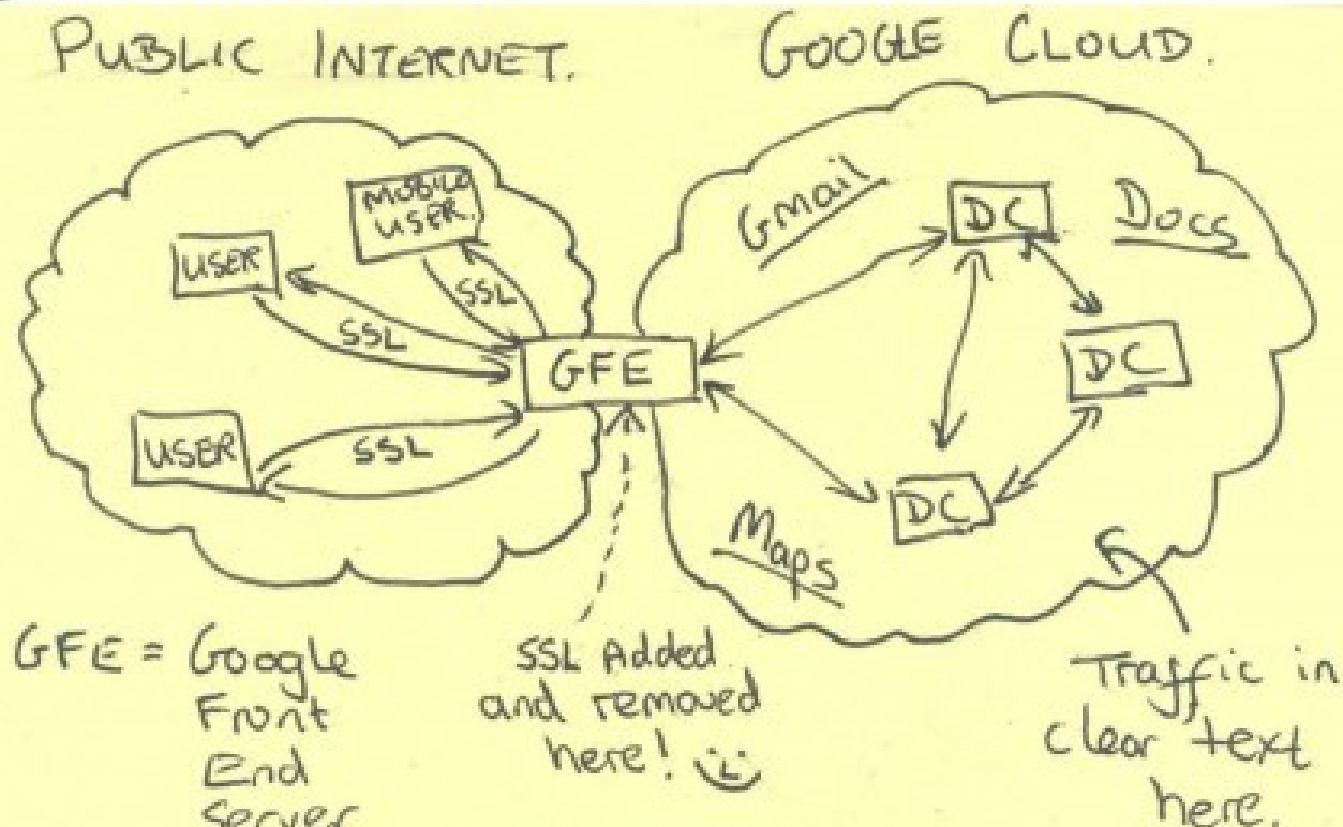 PUBLIC INTERNET.
GOOGLE CLOUD.
MOBILE
USER.
USER
SSL
SSL
USER
SSL
GFE
Gmail
DC
Docs
DC
DC
Maps
GFE = Google
Front
End
Server
SSL Added
and removed
here!
Traffic in
clear text
here.